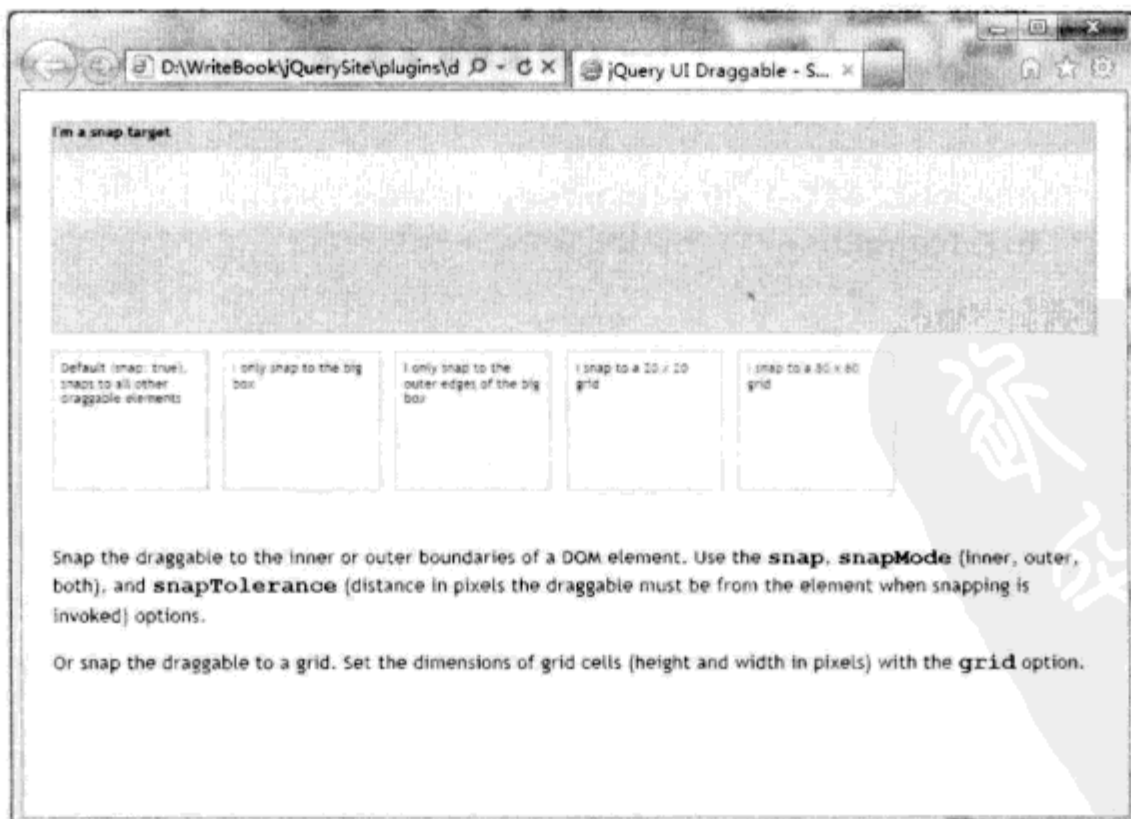 D:\WriteBook\jQuerySite\plugins\d
jQuery UI Draggable - S...
I'm a snap target
Default (snap: true),
snaps to all other
draggable elements
I only snap to the big
box
I only snap to the
outer edges of the big
box
I snap to a 20 x 20
grid
I snap to a 80 x 80
grid
Snap the draggable to the inner or outer boundaries of a DOM element. Use the snap, snapMode (inner, outer,
both), and snapTolerance (distance in pixels the draggable must be from the element when snapping is
invoked) options.
Or snap the draggable to a grid. Set the dimensions of grid cells (height and width in pixels) with the grid option.